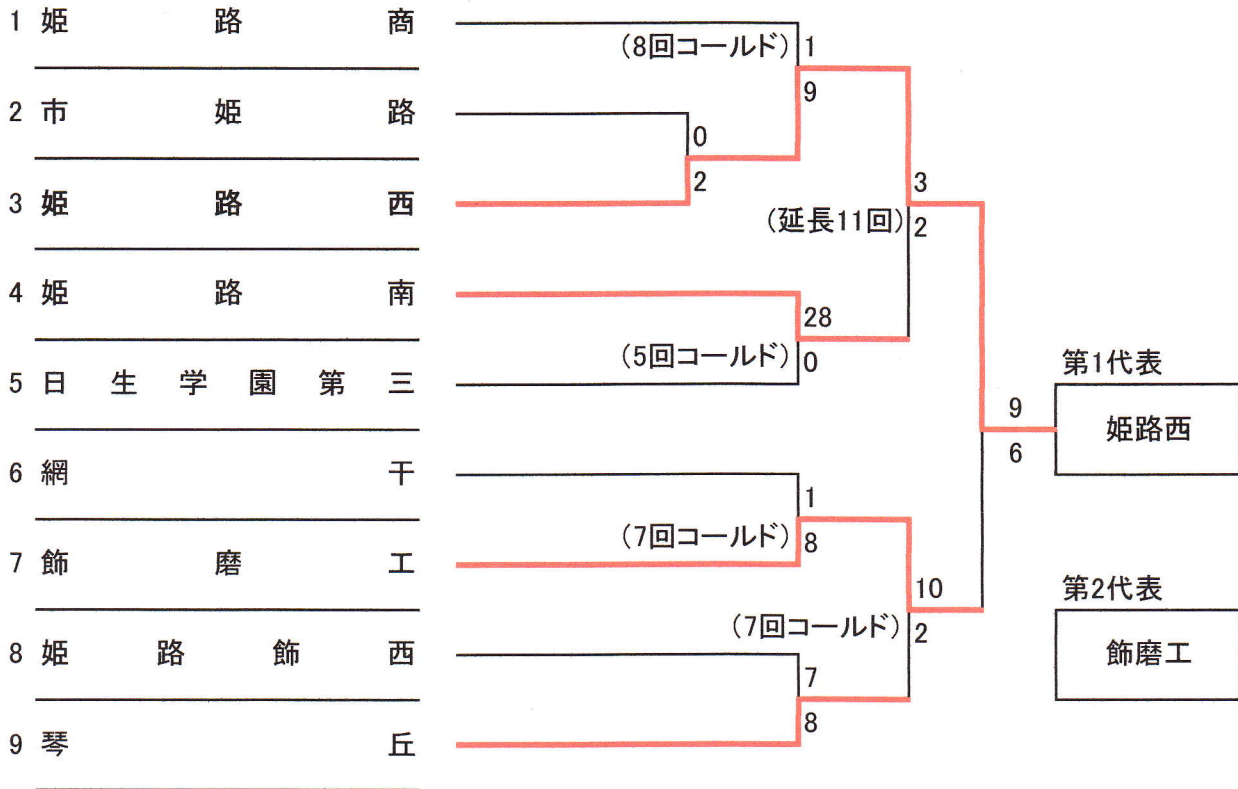 1 姫路商
(8回コールド) 1
9
2 市姫路
0
2
3 姫路西
3
(延長11回) 2
4 姫路南
28
(5回コールド) 0
5 日生学園第三
第1代表
9
姫路西
6
6 網干
1
(7回コールド) 8
7 飾磨工
10
第2代表
(7回コールド) 2
飾磨工
8 姫路飾西
7
8
9 琴丘